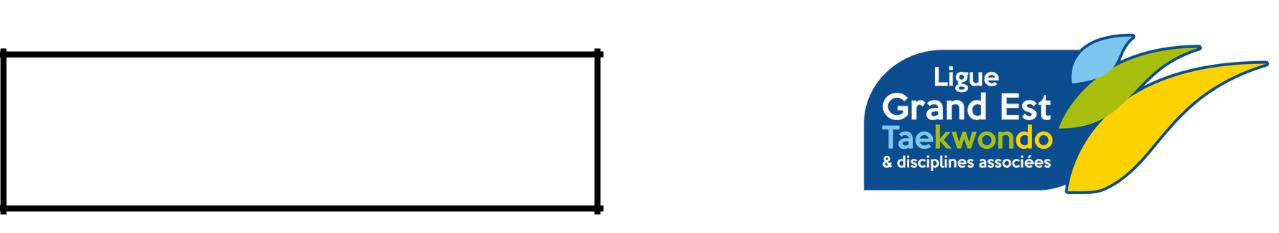 Ligue
Grand Est
Taekwondo
& disciplines associées